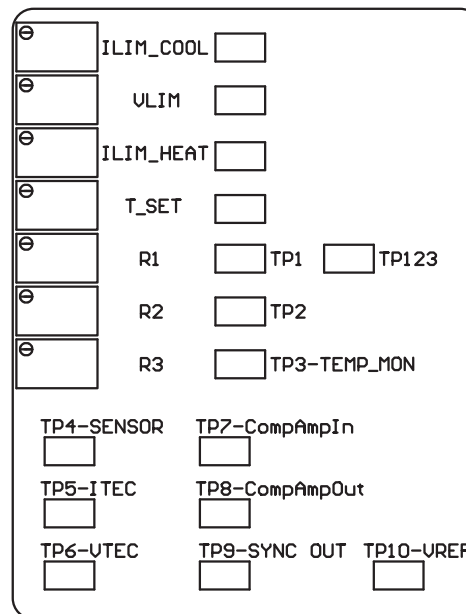 ILIM_COOL
VLIM
ILIM_HEAT
T_SET
R1 TP1 TP123
R2 TP2
R3 TP3-TEMP_MON
TP4-SENSOR TP7-CompAmpIn
TP5-ITEC TP8-CompAmpOut
TP6-VTEC TP9-SYNC OUT TP10-VREF